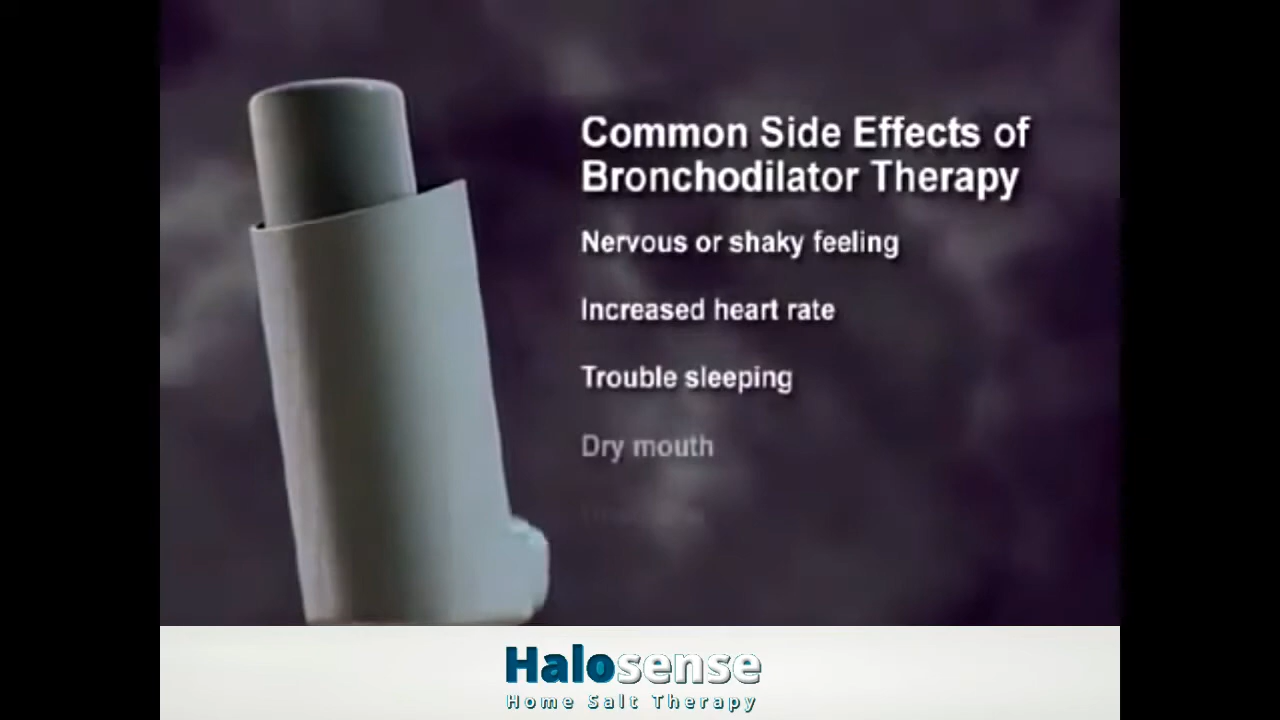 Common Side Effects of
Bronchodilator Therapy
Nervous or shaky feeling
Increased heart rate
Trouble sleeping
Dry mouth
Halosense
Home Salt Therapy